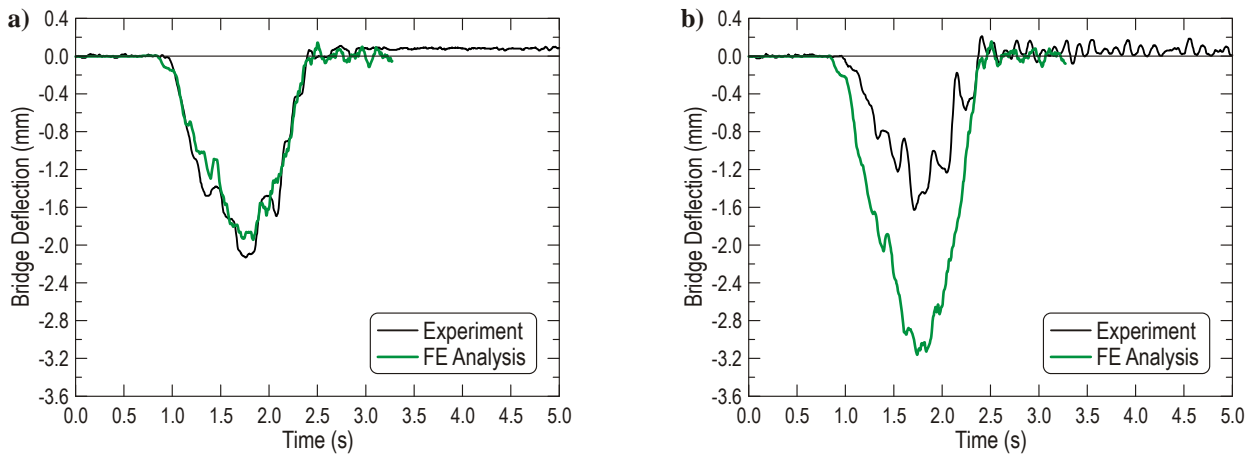 a)
0.4
0.0
-0.4
-0.8
-1.2
-1.6
-2.0
-2.4
-2.8
-3.2
-3.6
Bridge Deflection (mm)
Experiment
FE Analysis
0.0 0.5 1.0 1.5 2.0 2.5 3.0 3.5 4.0 4.5 5.0
Time (s)
b)
0.4
0.0
-0.4
-0.8
-1.2
-1.6
-2.0
-2.4
-2.8
-3.2
-3.6
Bridge Deflection (mm)
Experiment
FE Analysis
0.0 0.5 1.0 1.5 2.0 2.5 3.0 3.5 4.0 4.5 5.0
Time (s)